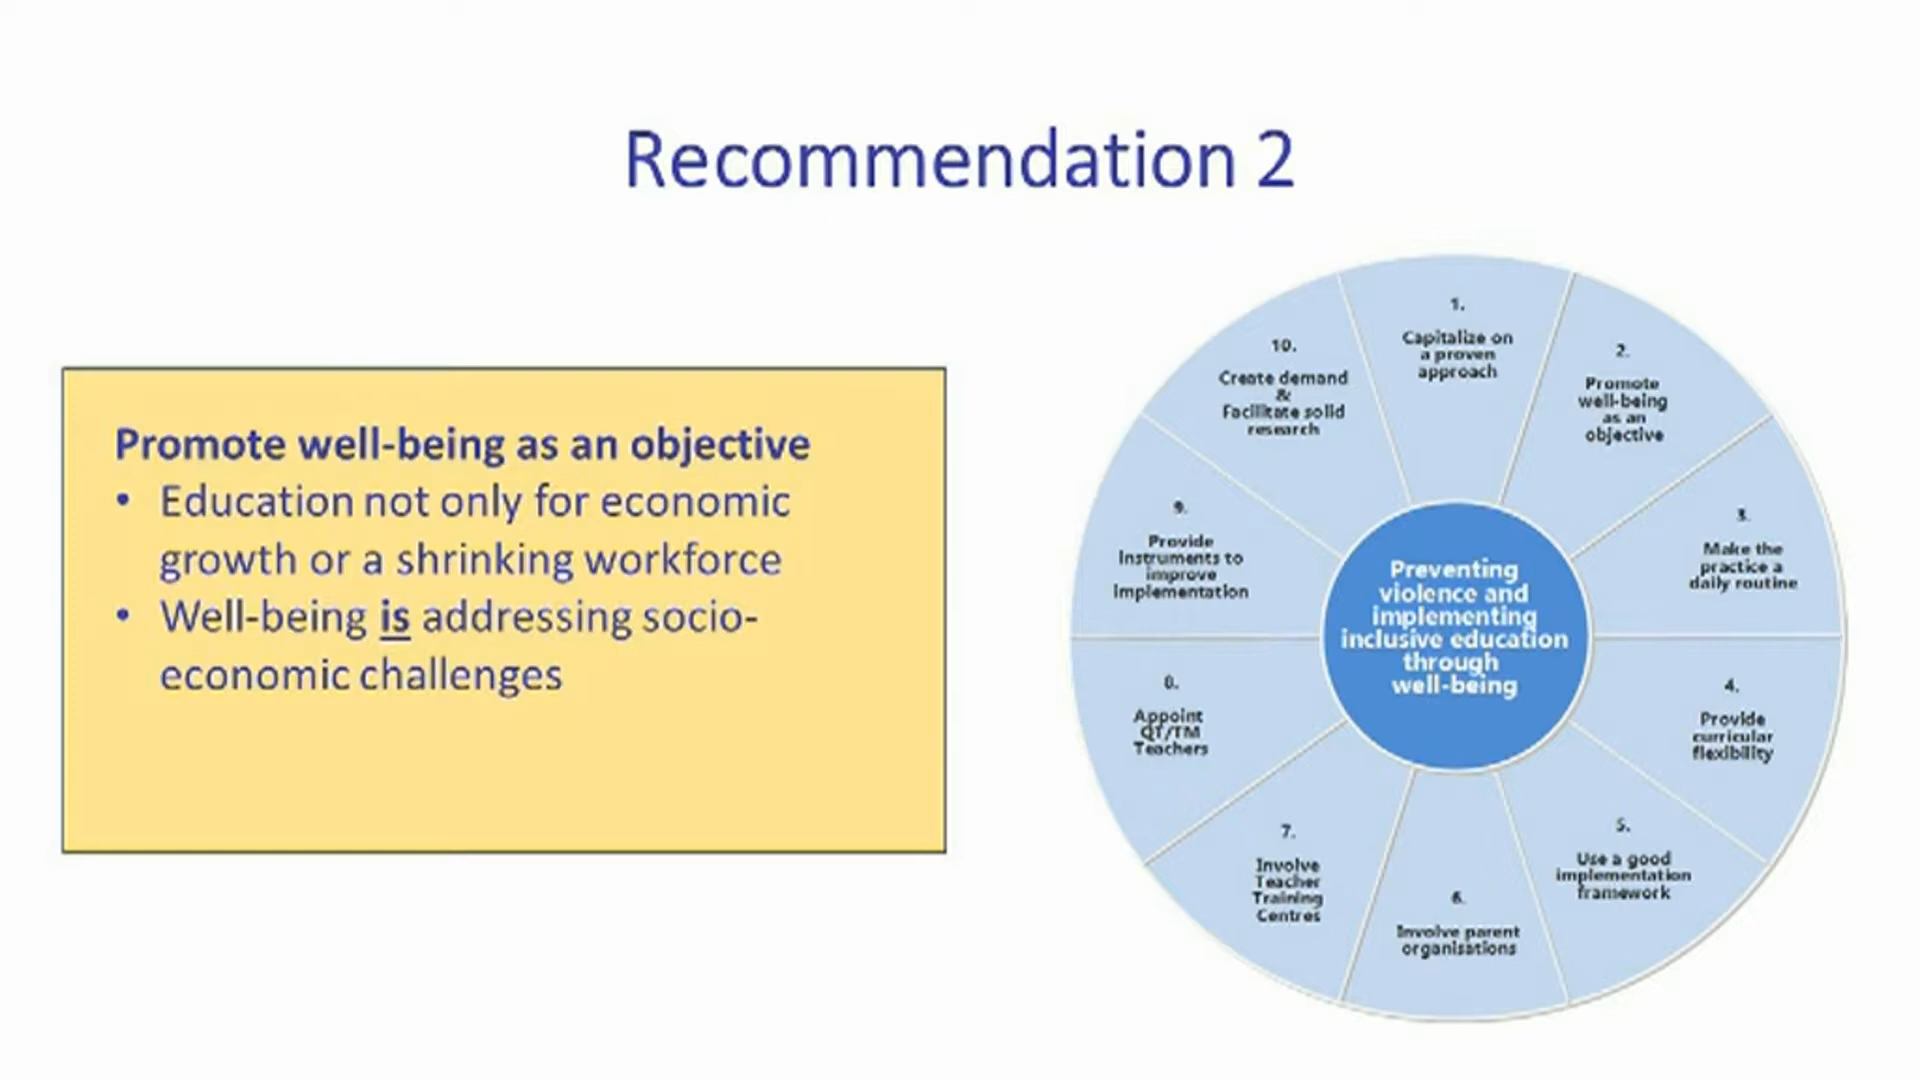 Recommendation 2
Promote well-being as an objective
• Education not only for economic
growth or a shrinking workforce
• Well-being is addressing socio-
economic challenges
1.
Capitalize on
a proven
approach
2.
Promote
well-being
as an
objective
3.
Make the
practice a
daily routine
4.
Provide
curricular
flexibility
5.
Use a good
implementation
framework
6.
Involve parent
organisations
7.
Involve
Teacher
Training
Centres
8.
Appoint
QT/TM
Teachers
9.
Provide
Instruments to
improve
implementation
10.
Create demand
&
Facilitate solid
research
Preventing
violence and
implementing
inclusive education
through
well-being